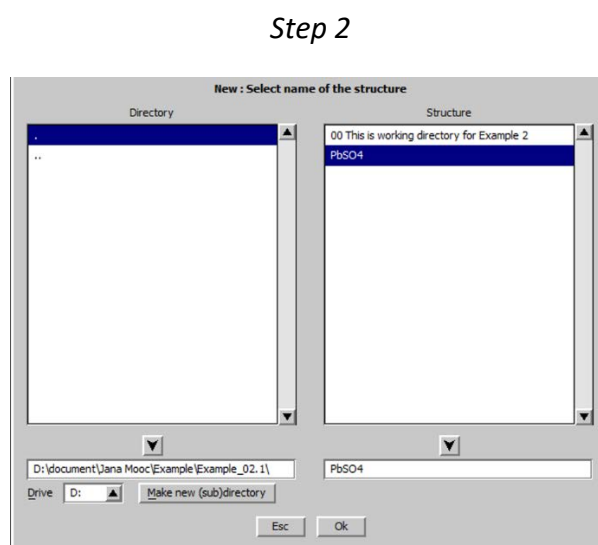 Step 2
New : Select name of the structure
Directory
Structure
.
..
00 This is working directory for Example 2
PbSO4
D:\document\Jana Mooc\Example\Example_02.1\
PbSO4
Drive D: Make new (sub)directory
Esc Ok